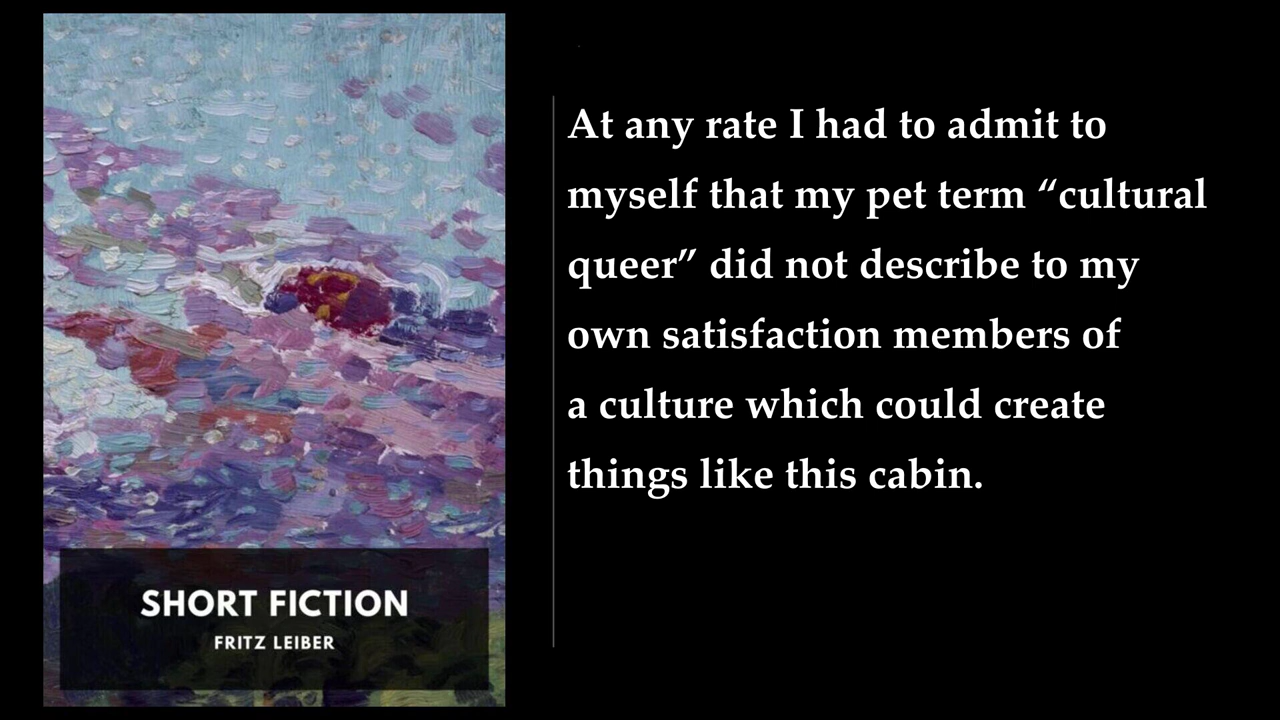 SHORT FICTION
FRITZ LEIBER
At any rate I had to admit to
myself that my pet term “cultural
queer” did not describe to my
own satisfaction members of
a culture which could create
things like this cabin.